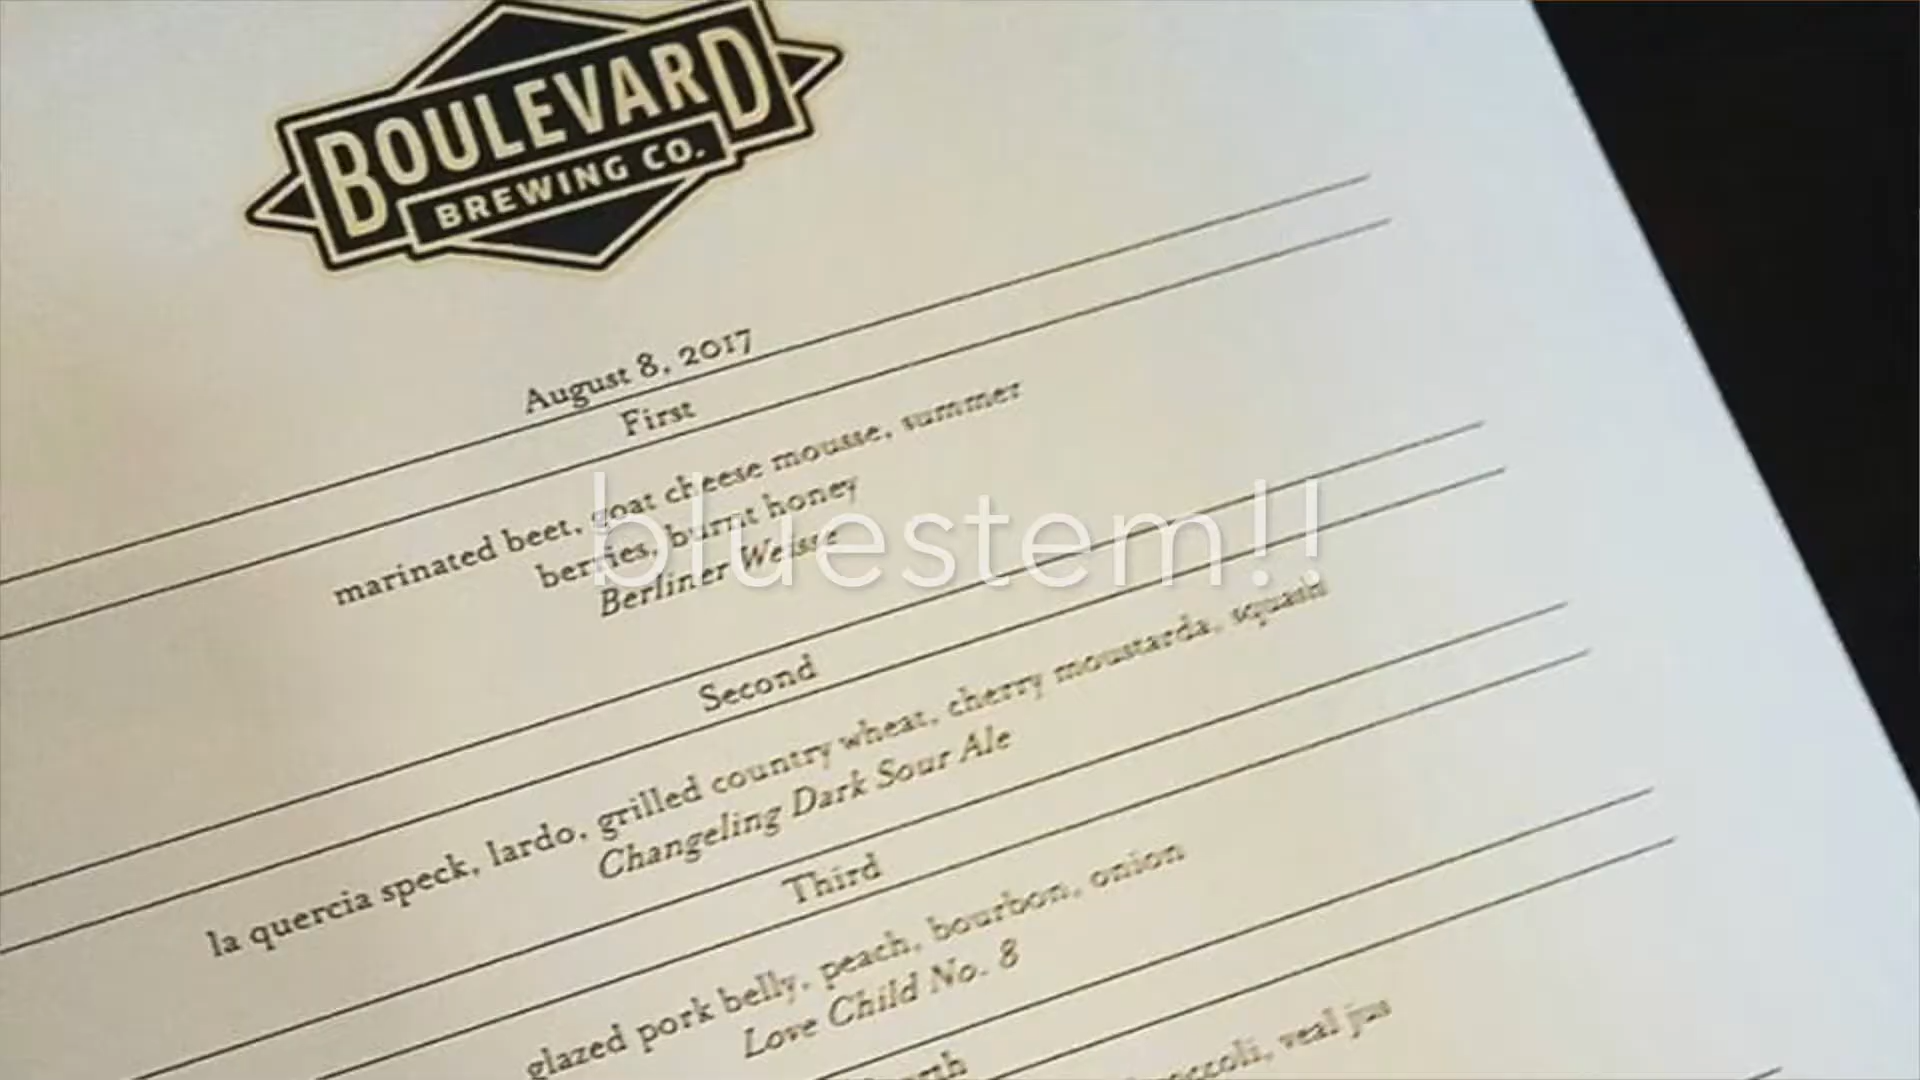 BOULEVARD
BREWING CO.
August 8, 2017
First
marinated beet, goat cheese mousse, summer
berries, burnt honey
Berliner Weisse
bluestem!!
Second
la quercia speck, lardo, grilled country wheat, cherry moustarda, squash
Changeling Dark Sour Ale
Third
glazed pork belly, peach, bourbon, onion
Love Child No. 8
veal jus